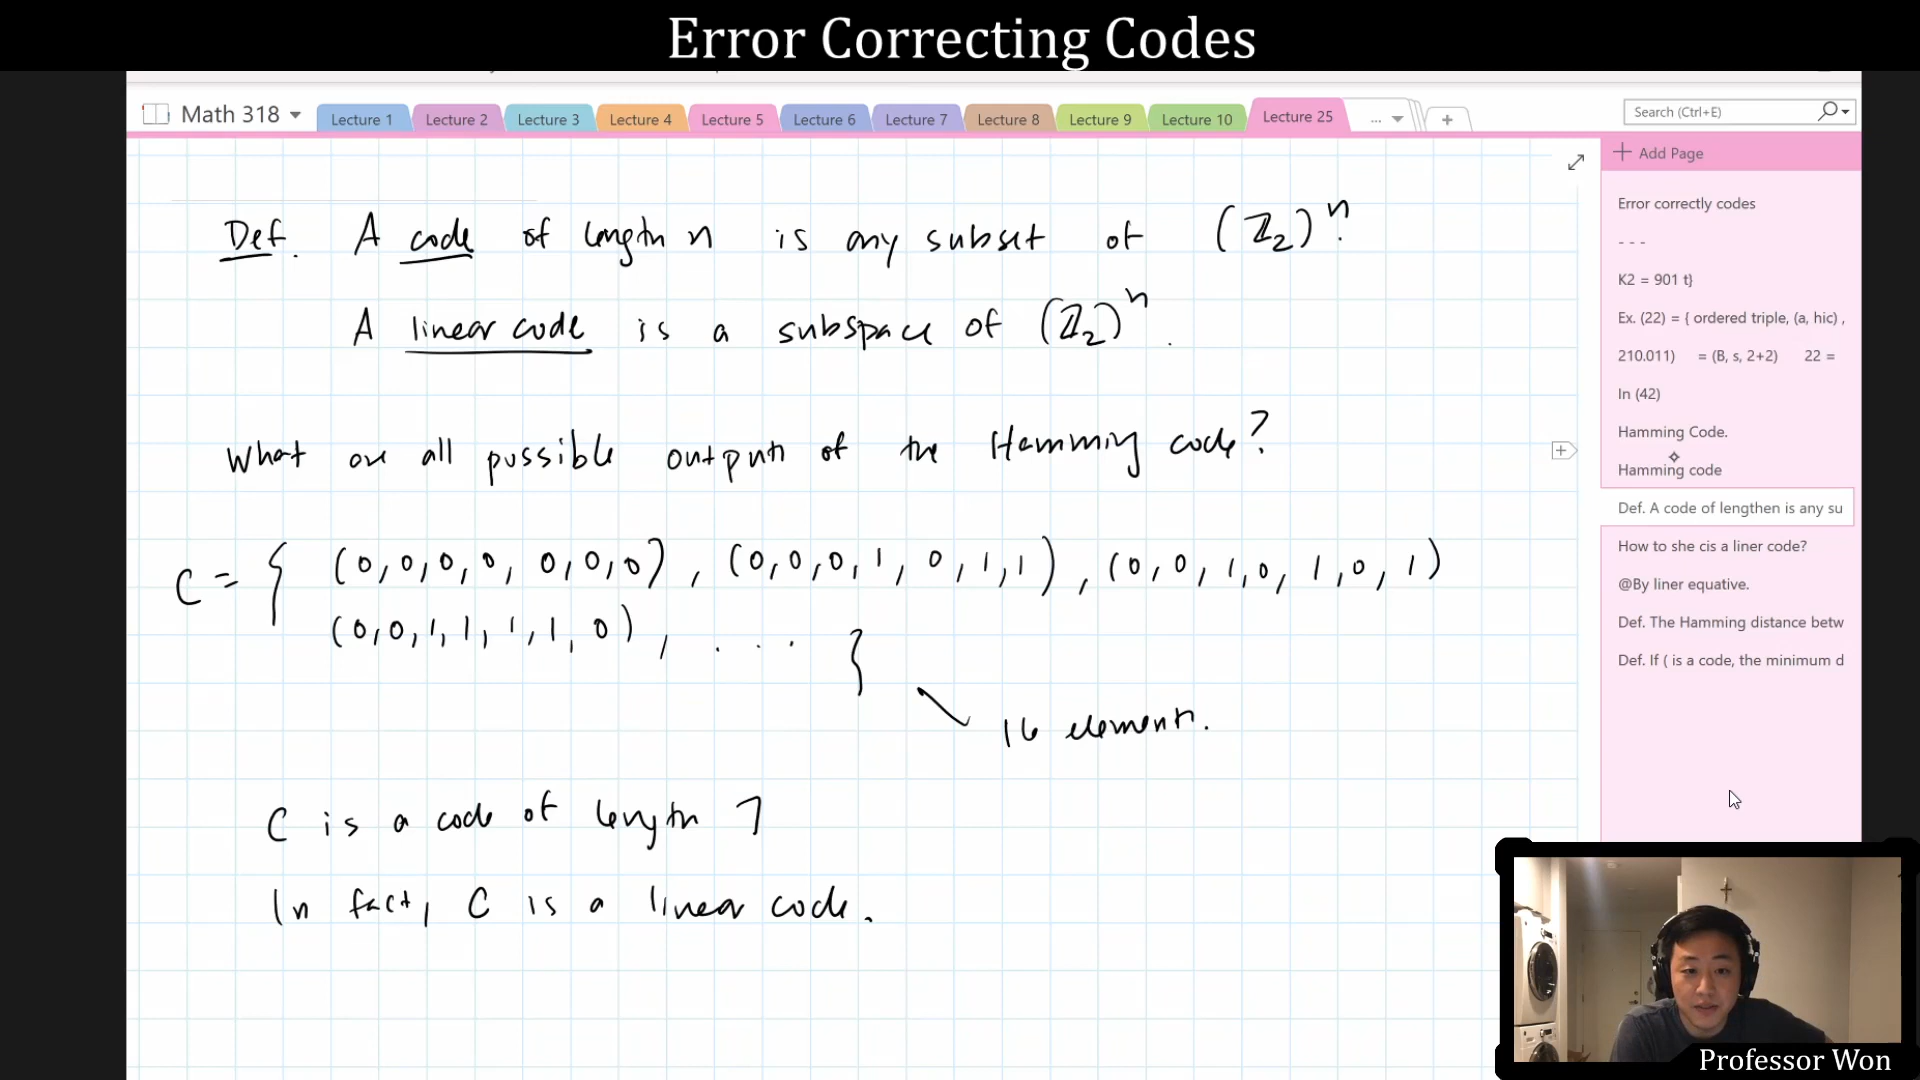 Error Correcting Codes
Math 318
Lecture 1
Lecture 2
Lecture 3
Lecture 4
Lecture 5
Lecture 6
Lecture 7
Lecture 8
Lecture 9
Lecture 10
Lecture 25
...
+
Search (Ctrl+E)
Def. A code of length n is any subset of (ℤ₂)ⁿ.
A linear code is a subspace of (ℤ₂)ⁿ.
What are all possible outputs of the Hamming code?
C = { (0,0,0,0,0,0,0), (0,0,0,1,0,1,1), (0,0,1,0,1,0,1)
(0,0,1,1,1,1,0), . . . }
16 elements.
C is a code of length 7
In fact, C is a linear code.
+ Add Page
Error correctly codes
- - -
K2 = 901 t}
Ex. (22) = { ordered triple, (a, hic) ,
210.011) = (B, s, 2+2) 22 =
In (42)
Hamming Code.
Hamming code
Def. A code of lengthen is any su
How to she cis a liner code?
@By liner equative.
Def. The Hamming distance betw
Def. If ( is a code, the minimum d
Professor Won